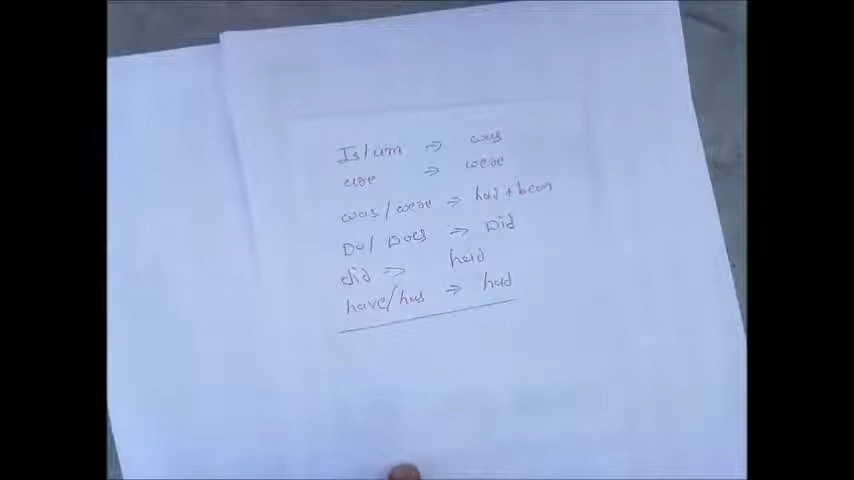 Is/am => was
are => were
was/were => had + been
Do/ Does => Did
did => had
have/has => had